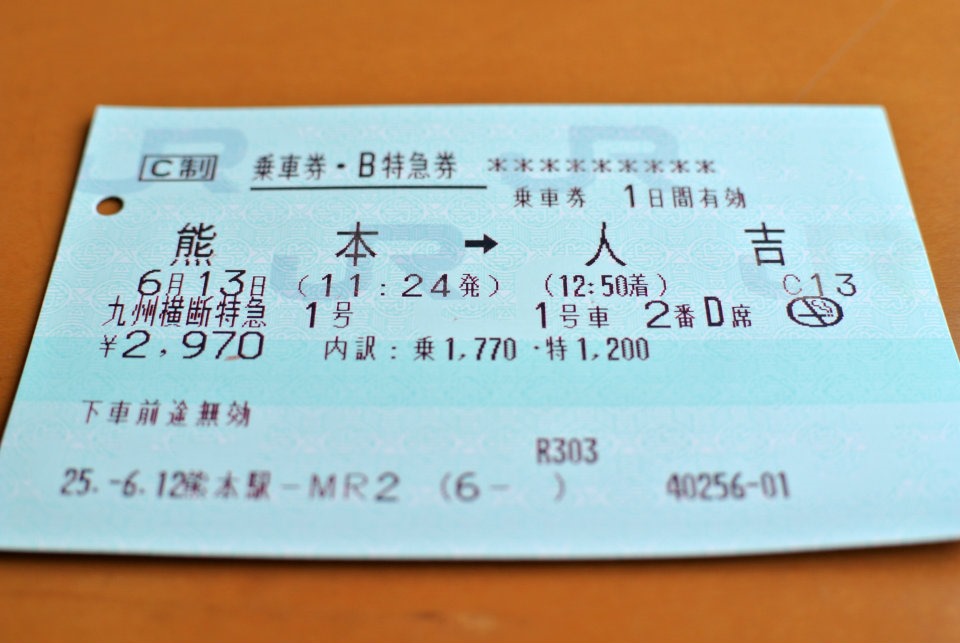 C制 乗車券・B特急券 *********
乗車券 1日間有効
熊本→人吉
6月13日 (11:24発) (12:50着) C13
九州横断特急 1号 1号車 2番D席
¥2,970 内訳:乗1,770・特1,200
下車前途無効
R303
25.-6.12熊本駅-MR2 (6- ) 40256-01